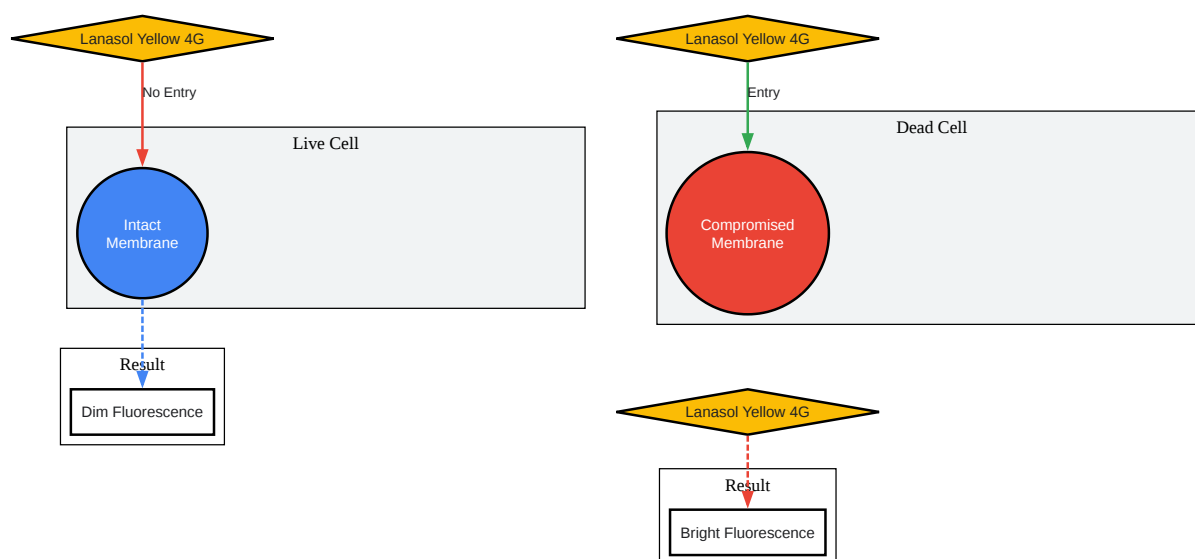 Lanasol Yellow 4G
No Entry
Live Cell
Intact
Membrane
Result
Dim Fluorescence
Lanasol Yellow 4G
Entry
Dead Cell
Compromised
Membrane
Lanasol Yellow 4G
Result
Bright Fluorescence